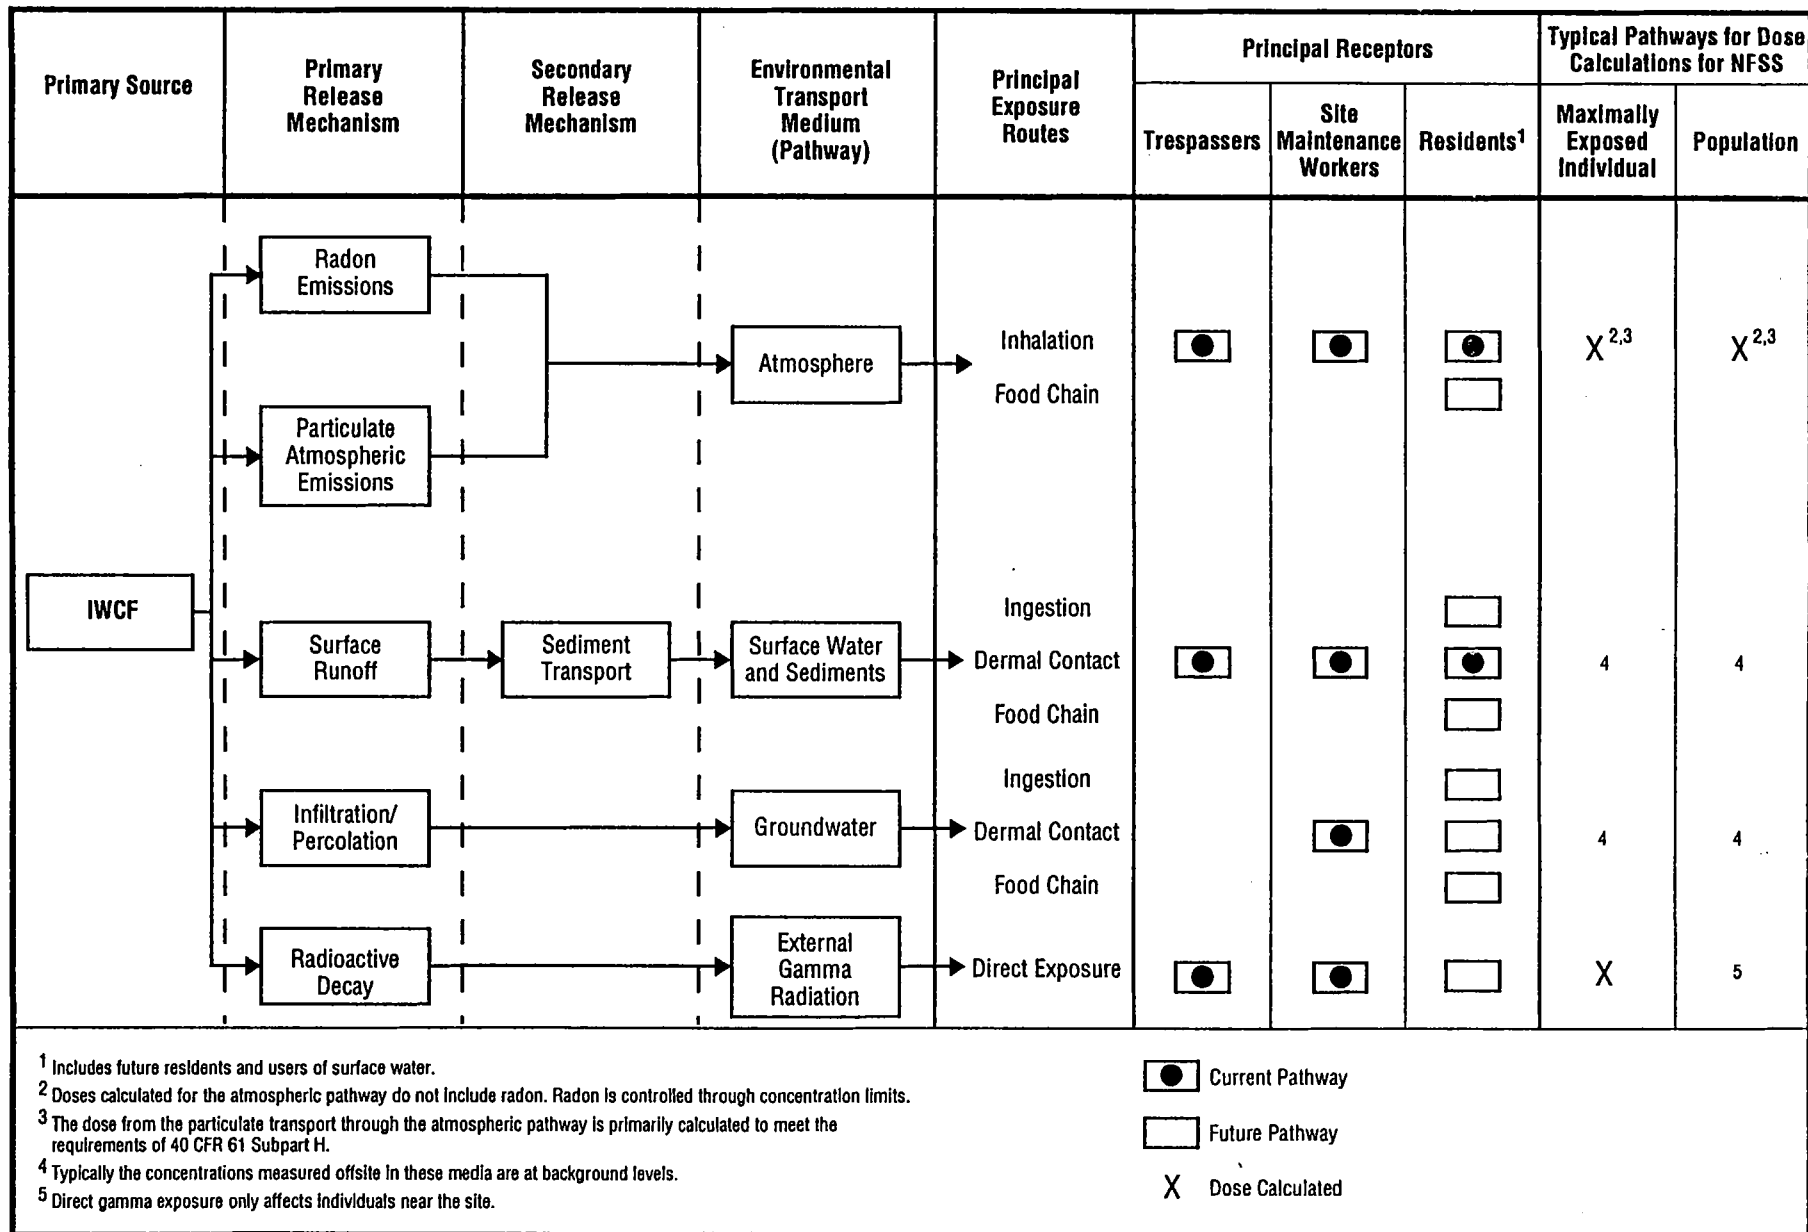 Primary Source
Primary
Release
Mechanism
Secondary
Release
Mechanism
Environmental
Transport
Medium
(Pathway)
Principal
Exposure
Routes
Principal Receptors
Trespassers
Site
Maintenance
Workers
Residents1
Typical Pathways for Dose
Calculations for NFSS
Maximally
Exposed
Individual
Population
IWCF
Radon
Emissions
Particulate
Atmospheric
Emissions
Atmosphere
Inhalation
X 2,3
X 2,3
Food Chain
Surface
Runoff
Sediment
Transport
Surface Water
and Sediments
Ingestion
Dermal Contact
4
4
Food Chain
Infiltration/
Percolation
Groundwater
Ingestion
Dermal Contact
4
4
Food Chain
Radioactive
Decay
External
Gamma
Radiation
Direct Exposure
X
5
1 Includes future residents and users of surface water.
2 Doses calculated for the atmospheric pathway do not include radon. Radon is controlled through concentration limits.
3 The dose from the particulate transport through the atmospheric pathway is primarily calculated to meet the
requirements of 40 CFR 61 Subpart H.
4 Typically the concentrations measured offsite in these media are at background levels.
5 Direct gamma exposure only affects individuals near the site.
Current Pathway
Future Pathway
X Dose Calculated